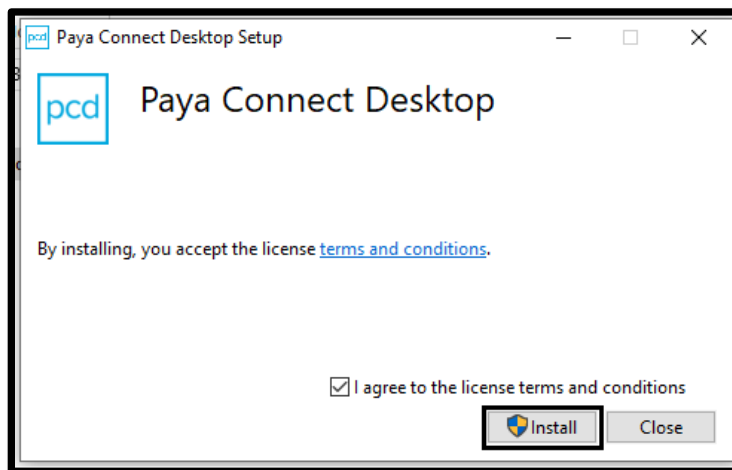 pcd Paya Connect Desktop Setup
pcd Paya Connect Desktop
By installing, you accept the license terms and conditions.
I agree to the license terms and conditions
Install Close